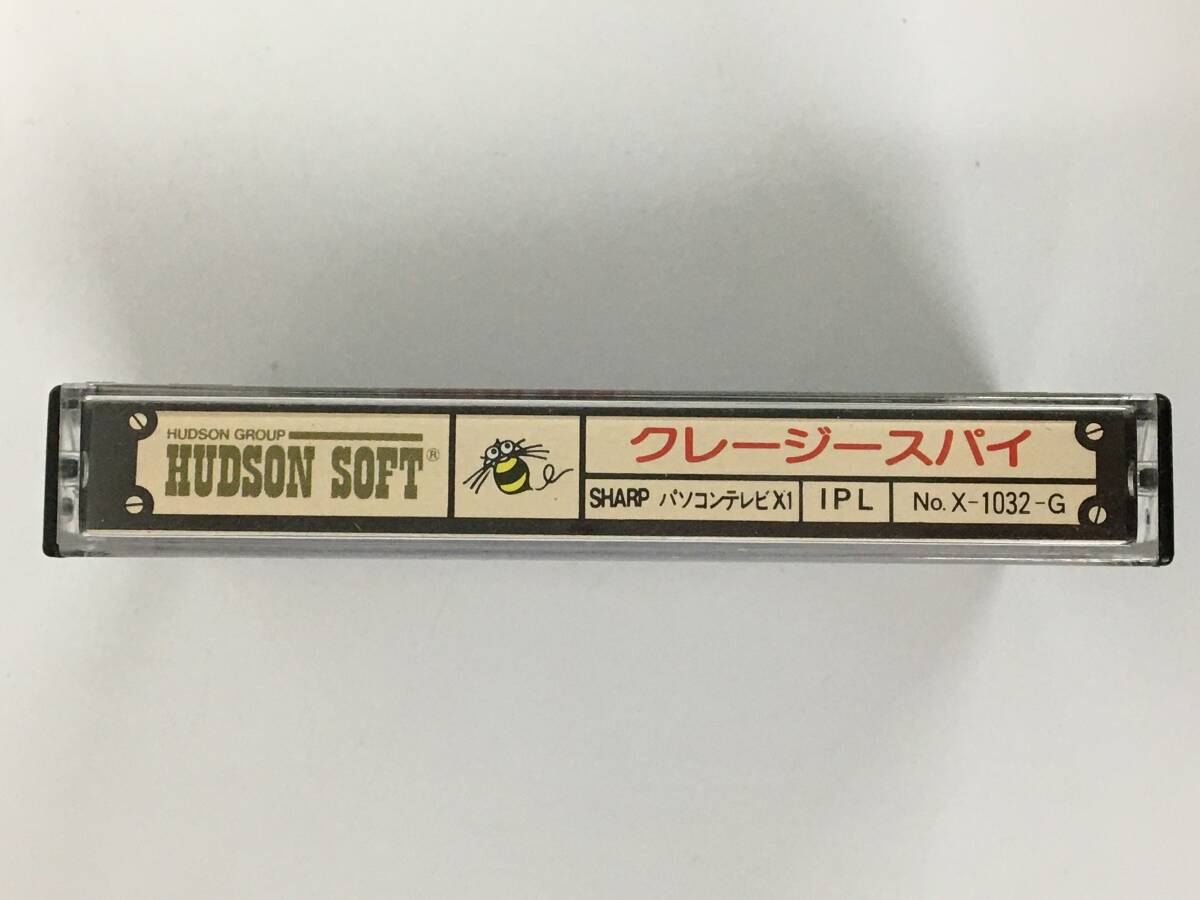 HUDSON GROUP
HUDSON SOFT®
クレージースパイ
SHARP パソコンテレビX1
IPL
No. X-1032-G